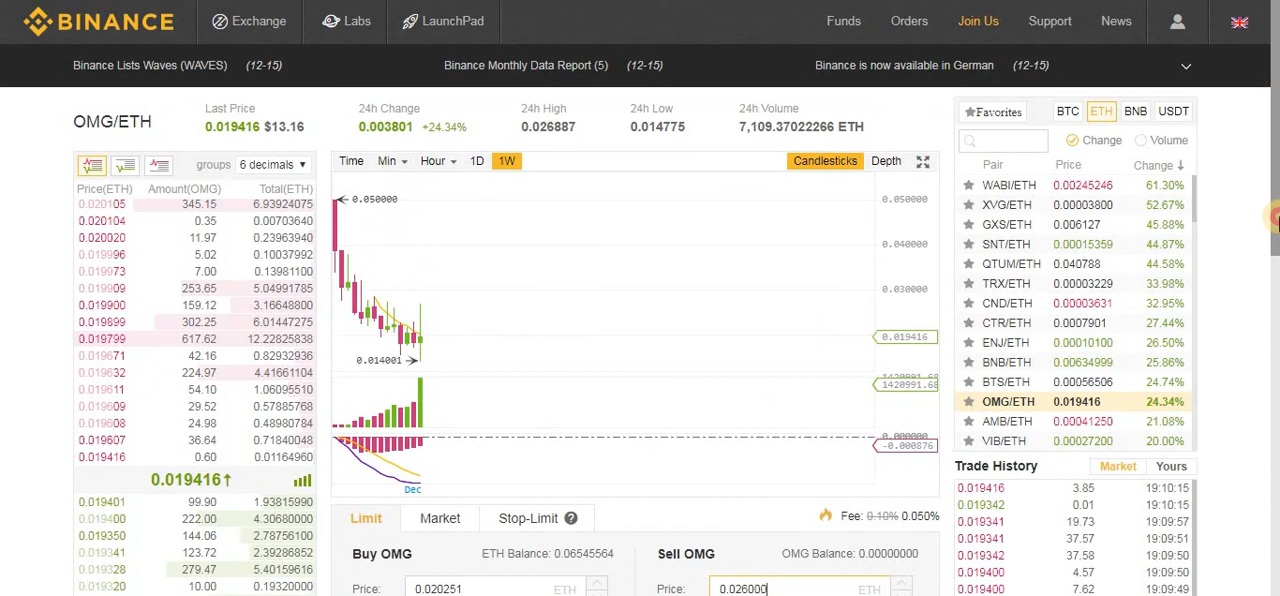 BINANCE Exchange Labs LaunchPad Funds Orders Join Us Support News
Binance Lists Waves (WAVES) (12-15) Binance Monthly Data Report (5) (12-15) Binance is now available in German (12-15)
OMG/ETH
Last Price 24h Change 24h High 24h Low 24h Volume
0.019416 $13.16 0.003801 +24.34% 0.026887 0.014775 7,109.37022266 ETH
groups 6 decimals
Price(ETH) Amount(OMG) Total(ETH)
0.020105 345.15 6.93924075
0.020104 0.35 0.00703640
0.020020 11.97 0.23963940
0.019996 5.02 0.10037992
0.019973 7.00 0.13981100
0.019909 253.65 5.04991785
0.019900 159.12 3.16648800
0.019899 302.25 6.01447275
0.019799 617.62 12.22825838
0.019671 42.16 0.82932936
0.019632 224.97 4.41661104
0.019611 54.10 1.06095510
0.019609 29.52 0.57885768
0.019608 24.98 0.48980784
0.019607 36.64 0.71840048
0.019416 0.60 0.01164960
0.019416↑
0.019401 99.90 1.93815990
0.019400 222.00 4.30680000
0.019350 144.06 2.78756100
0.019341 123.72 2.39286852
0.019328 279.47 5.40159616
0.019320 10.00 0.19320000
Time Min Hour 1D 1W Candlesticks Depth
0.050000
0.014001
0.050000
0.040000
0.030000
0.019416
1420991.68
1420991.68
0.000000
-0.000876
Dec
Limit Market Stop-Limit ? Fee: 0.10% 0.050%
Buy OMG ETH Balance: 0.06545564
Price: 0.020251 ETH
Sell OMG OMG Balance: 0.00000000
Price: 0.026000 ETH
Favorites BTC ETH BNB USDT
Change Volume
Pair Price Change
WABI/ETH 0.00245246 61.30%
XVG/ETH 0.00003800 52.67%
GXS/ETH 0.006127 45.88%
SNT/ETH 0.00015359 44.87%
QTUM/ETH 0.040788 44.58%
TRX/ETH 0.00003229 33.98%
CND/ETH 0.00003631 32.95%
CTR/ETH 0.0007901 27.44%
ENJ/ETH 0.00010100 26.50%
BNB/ETH 0.00634999 25.86%
BTS/ETH 0.00056506 24.74%
OMG/ETH 0.019416 24.34%
AMB/ETH 0.00041250 21.08%
VIB/ETH 0.00027200 20.00%
Trade History Market Yours
0.019416 3.85 19:10:15
0.019342 0.01 19:10:15
0.019341 19.73 19:09:57
0.019341 37.57 19:09:51
0.019342 37.58 19:09:50
0.019400 4.57 19:09:50
0.019400 7.62 19:09:49